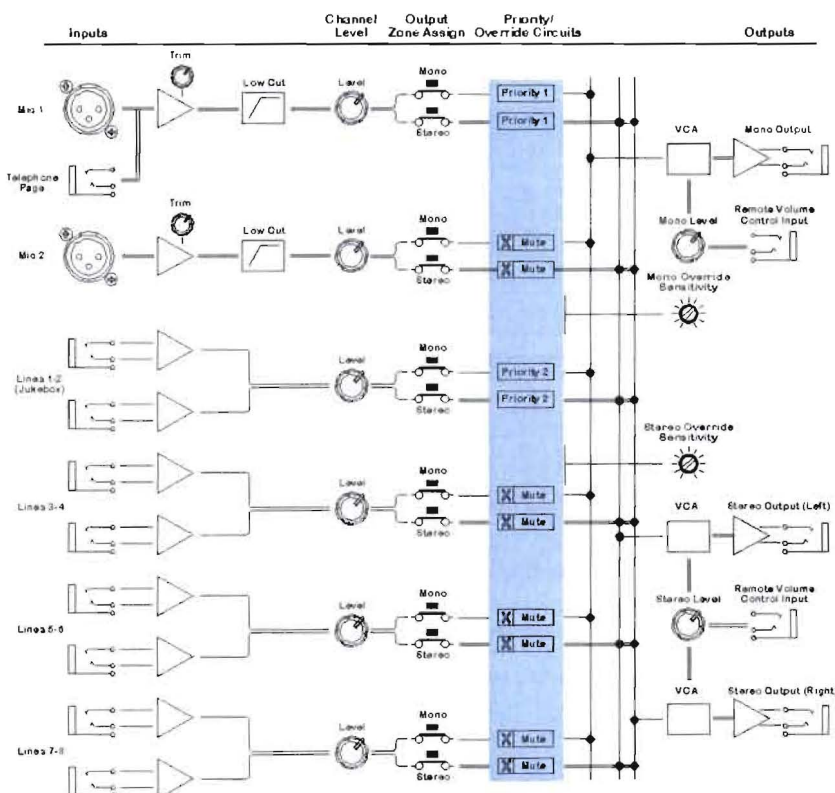 Inputs
Channel Level
Output Zone Assign
Priority/ Override Circuits
Outputs
Trim
Low Cut
Level
Mono
Stereo
Mic 1
Priority 1
Priority 1
Telephone Page
VCA
Mono Output
Mono Level
Remote Volume Control Input
Mono Override Sensitivity
Trim
Low Cut
Level
Mono
Stereo
Mic 2
X Mute
X Mute
Lines 1-2 (Jukebox)
Level
Mono
Stereo
Priority 2
Priority 2
Stereo Override Sensitivity
Lines 3-4
Level
Mono
Stereo
X Mute
X Mute
VCA
Stereo Output (Left)
Stereo Level
Remote Volume Control Input
Lines 5-6
Level
Mono
Stereo
X Mute
X Mute
VCA
Stereo Output (Right)
Lines 7-8
Level
Mono
Stereo
X Mute
X Mute